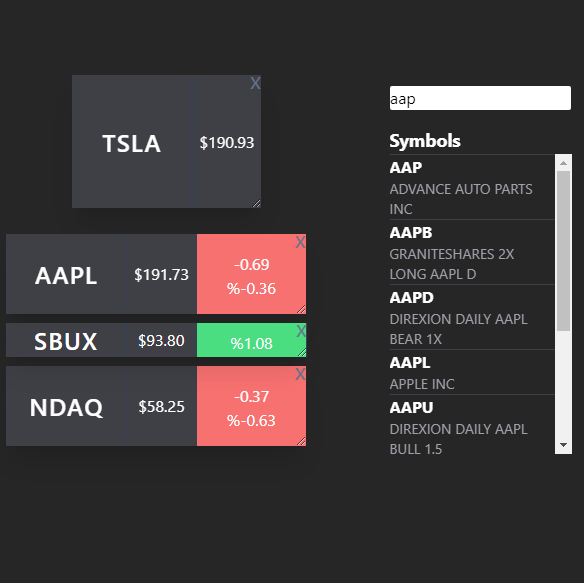 X
TSLA
$190.93
X
AAPL
$191.73
-0.69
%-0.36
X
SBUX
$93.80
%1.08
X
NDAQ
$58.25
-0.37
%-0.63
aap
Symbols
AAP
ADVANCE AUTO PARTS
INC
AAPB
GRANITESHARES 2X
LONG AAPL D
AAPD
DIREXION DAILY AAPL
BEAR 1X
AAPL
APPLE INC
AAPU
DIREXION DAILY AAPL
BULL 1.5